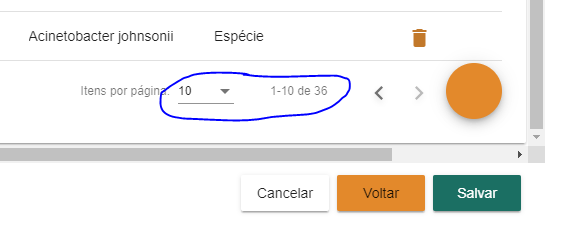 Acinetobacter johnsonii Espécie
Itens por página: 10 1-10 de 36
Cancelar Voltar Salvar